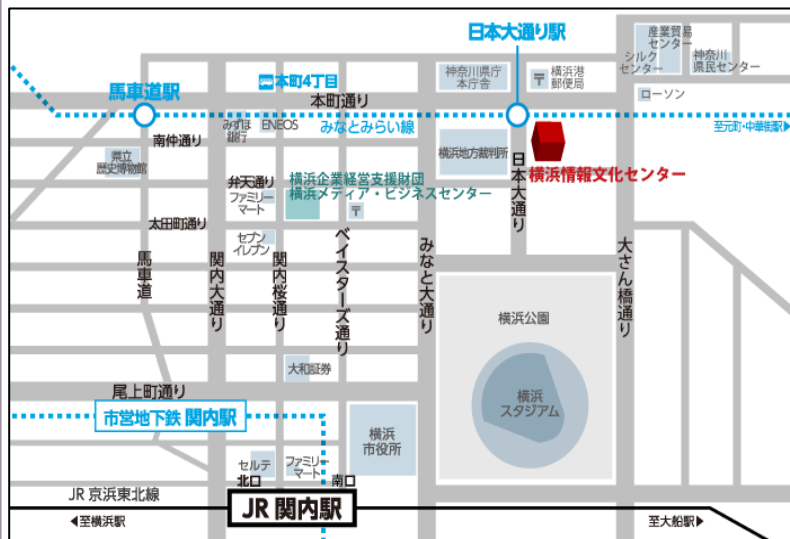 日本大通り駅
産業貿易
センター
シルク
センター
神奈川
県民センター
馬車道駅
本町4丁目
神奈川県庁
本庁舎
〒
横浜港
郵便局
ローソン
本町通り
みずほ
銀行
ENEOS
みなとみらい線
至元町・中華街駅▶
南仲通り
県立
歴史博物館
横浜地方裁判所
日本大通り
横浜情報文化センター
弁天通り
ファミリー
マート
横浜企業経営支援財団
横浜メディア・ビジネスセンター
〒
太田町通り
セブン
イレブン
馬車道
関内大通り
関内桜通り
ベイスターズ通り
みなと大通り
大さん橋通り
横浜公園
大和証券
尾上町通り
横浜
スタジアム
市営地下鉄 関内駅
横浜
市役所
セルテ
ファミリー
マート
北口
南口
JR 京浜東北線
JR 関内駅
◀至横浜駅
至大船駅▶